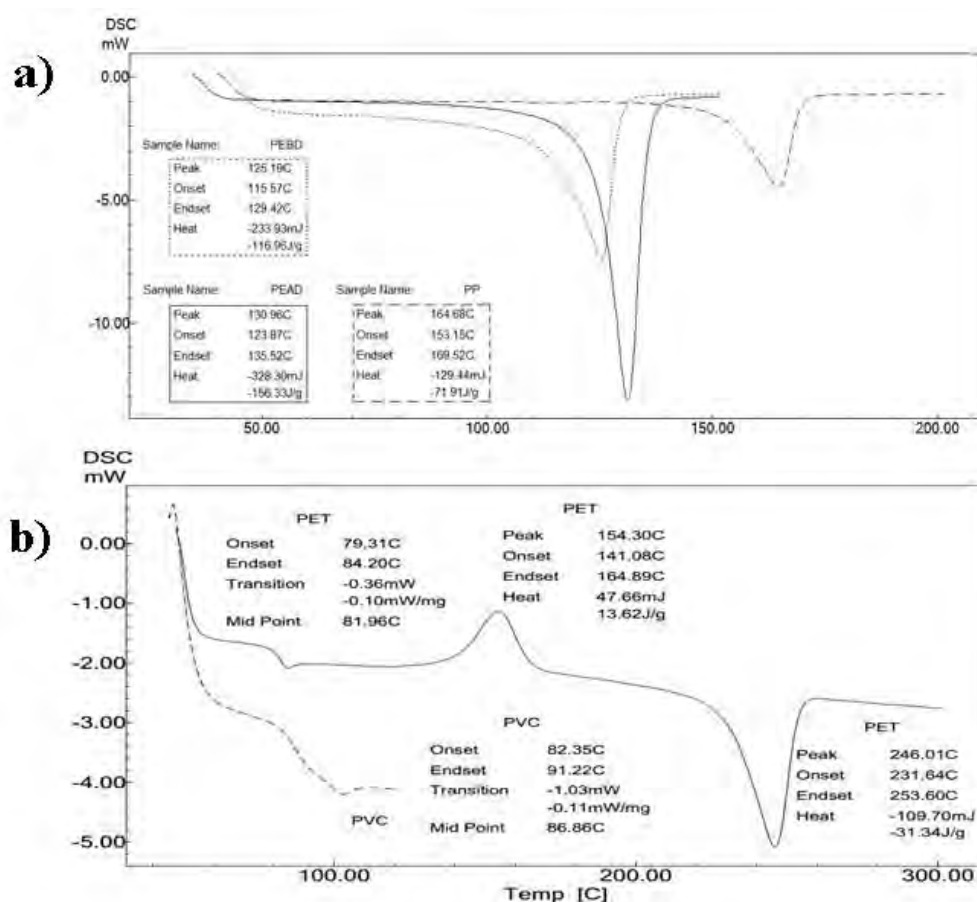 DSC
mW
a)
0.00
-5.00
-10.00
Sample Name: PEBD
Peak 125.19C
Onset 115.57C
Endset 129.42C
Heat -233.93mJ
-116.96J/g
Sample Name: PEAD
Peak 130.96C
Onset 123.87C
Endset 135.52C
Heat -328.30mJ
-156.33J/g
Sample Name: PP
Peak 164.68C
Onset 153.15C
Endset 169.52C
Heat -129.44mJ
-71.91J/g
50.00 100.00 150.00 200.00
DSC
mW
b)
0.00
-1.00
-2.00
-3.00
-4.00
-5.00
PET
Onset 79,31C
Endset 84.20C
Transition -0.36mW
-0.10mW/mg
Mid Point 81,96C
PET
Peak 154.30C
Onset 141,08C
Endset 164,89C
Heat 47.66mJ
13.62J/g
PVC
Onset 82.35C
Endset 91.22C
Transition -1.03mW
-0.11mW/mg
Mid Point 86.86C
PVC
PET
Peak 246.01C
Onset 231.64C
Endset 253.60C
Heat -109.70mJ
-31.34J/g
100.00 200.00 300.00
Temp [C]